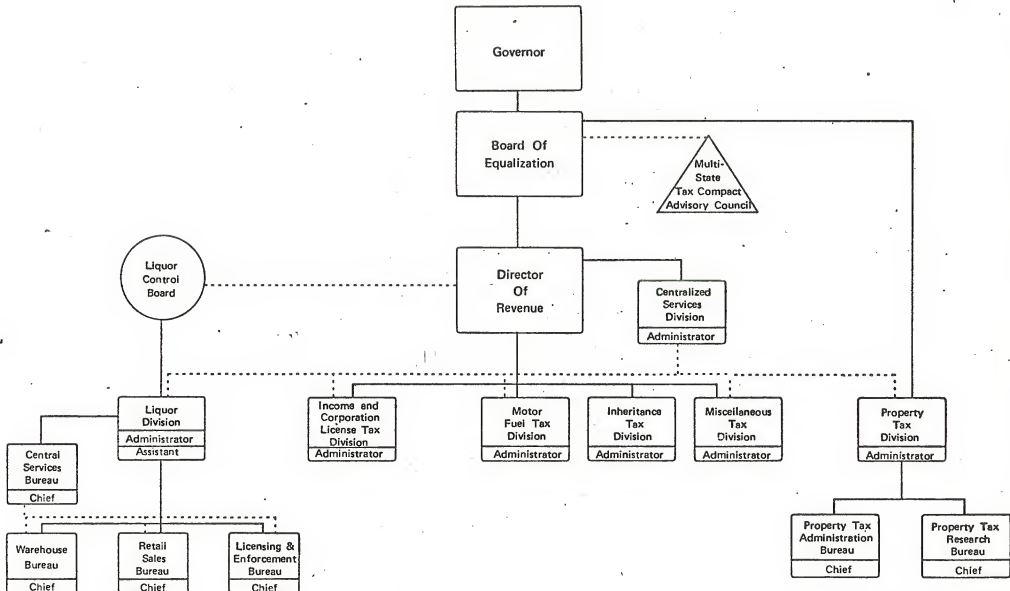 Governor
Board Of
Equalization
Multi-
State
Tax Compact
Advisory Council
Liquor
Control
Board
Director
Of
Revenue
Centralized
Services
Division
Administrator
Liquor
Division
Administrator
Assistant
Income and
Corporation
License Tax
Division
Administrator
Motor
Fuel Tax
Division
Administrator
Inheritance
Tax
Division
Administrator
Miscellaneous
Tax
Division
Administrator
Property
Tax
Division
Administrator
Central
Services
Bureau
Chief
Warehouse
Bureau
Chief
Retail
Sales
Bureau
Chief
Licensing &
Enforcement
Bureau
Chief
Property Tax
Administration
Bureau
Chief
Property Tax
Research
Bureau
Chief